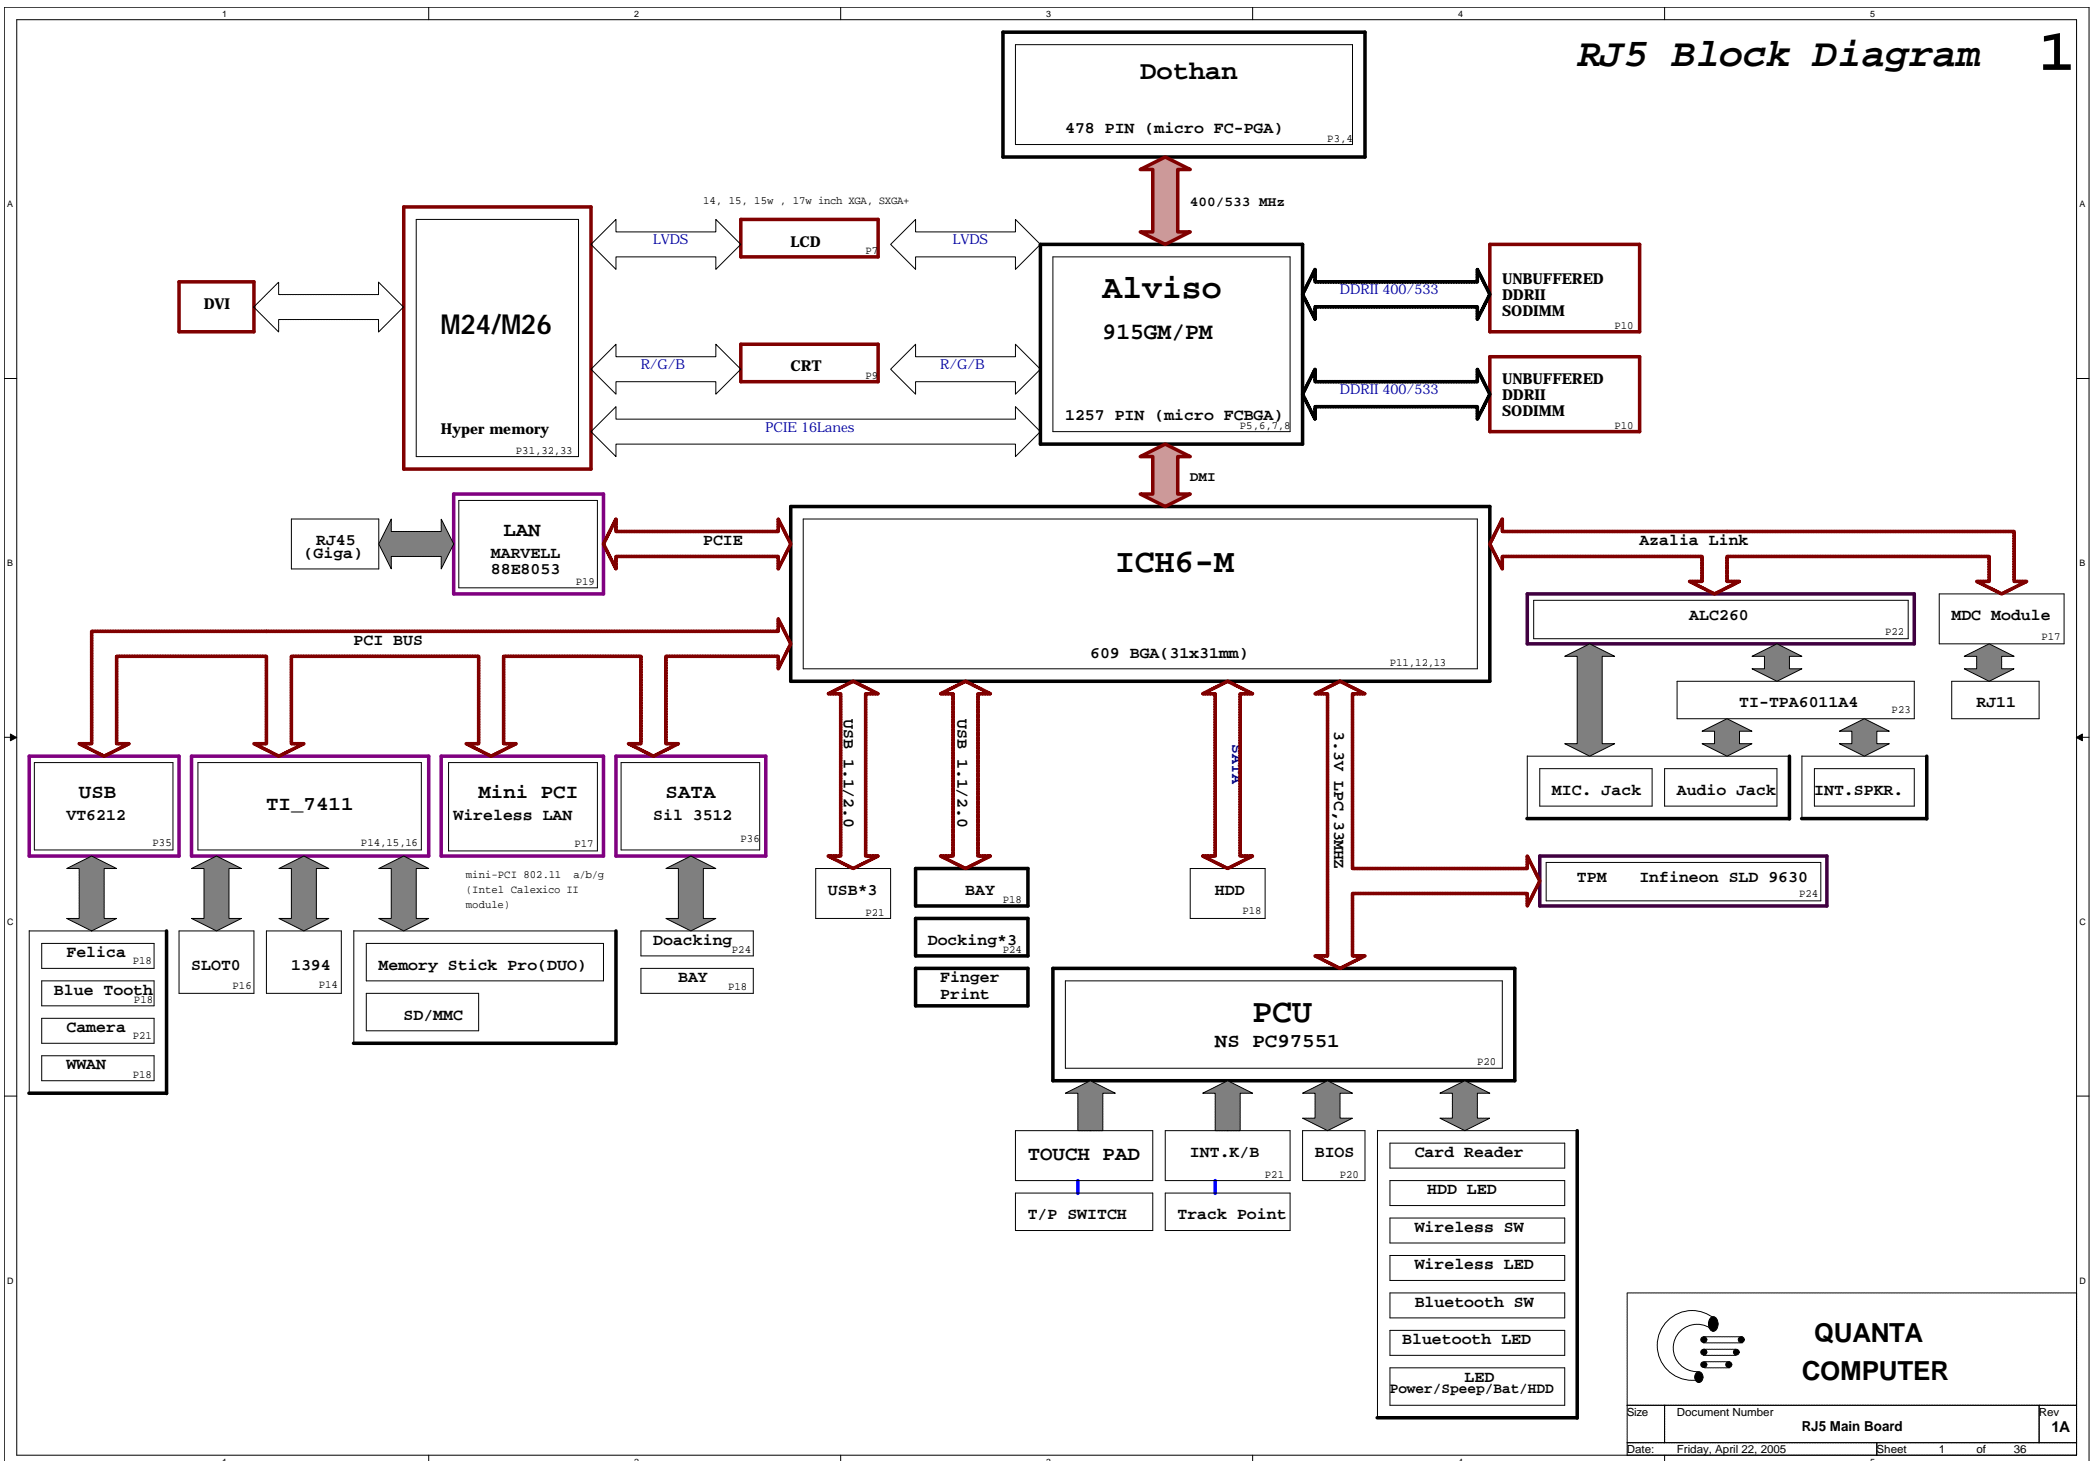 1
2
3
4
5
RJ5 Block Diagram
1
Dothan
478 PIN (micro FC-PGA)
P3,4
400/533 MHz
14, 15, 15w , 17w inch XGA, SXGA+
A
A
LVDS
LCD
P7
LVDS
DVI
M24/M26
Hyper memory
P31,32,33
R/G/B
CRT
P9
R/G/B
PCIE 16Lanes
Alviso
915GM/PM
1257 PIN (micro FCBGA)
P5,6,7,8
DDRII 400/533
UNBUFFERED
DDRII
SODIMM
P10
DDRII 400/533
UNBUFFERED
DDRII
SODIMM
P10
DMI
RJ45
(Giga)
LAN
MARVELL
88E8053
P19
PCIE
ICH6-M
609 BGA(31x31mm)
P11,12,13
Azalia Link
B
B
ALC260
P22
MDC Module
P17
PCI BUS
TI-TPA6011A4
P23
RJ11
USB
VT6212
P35
TI_7411
P14,15,16
Mini PCI
Wireless LAN
P17
SATA
Sil 3512
P36
USB 1.1/2.0
USB 1.1/2.0
SATA
3.3V LPC,33MHZ
MIC. Jack
Audio Jack
INT.SPKR.
mini-PCI 802.11 a/b/g
(Intel Calexico II
module)
USB*3
P21
BAY
P18
HDD
P18
TPM Infineon SLD 9630
P24
C
C
Felica
P18
Blue Tooth
P18
Camera
P21
WWAN
P18
SLOT0
P16
1394
P14
Memory Stick Pro(DUO)
SD/MMC
Doacking
P24
BAY
P18
Docking*3
P24
Finger
Print
PCU
NS PC97551
P20
TOUCH PAD
T/P SWITCH
INT.K/B
P21
Track Point
BIOS
P20
Card Reader
HDD LED
Wireless SW
Wireless LED
Bluetooth SW
Bluetooth LED
LED
Power/Speep/Bat/HDD
D
D
QUANTA
COMPUTER
Size
Document Number
Rev
RJ5 Main Board
1A
Date:
Friday, April 22, 2005
Sheet
1
of
36
1
2
3
4
5